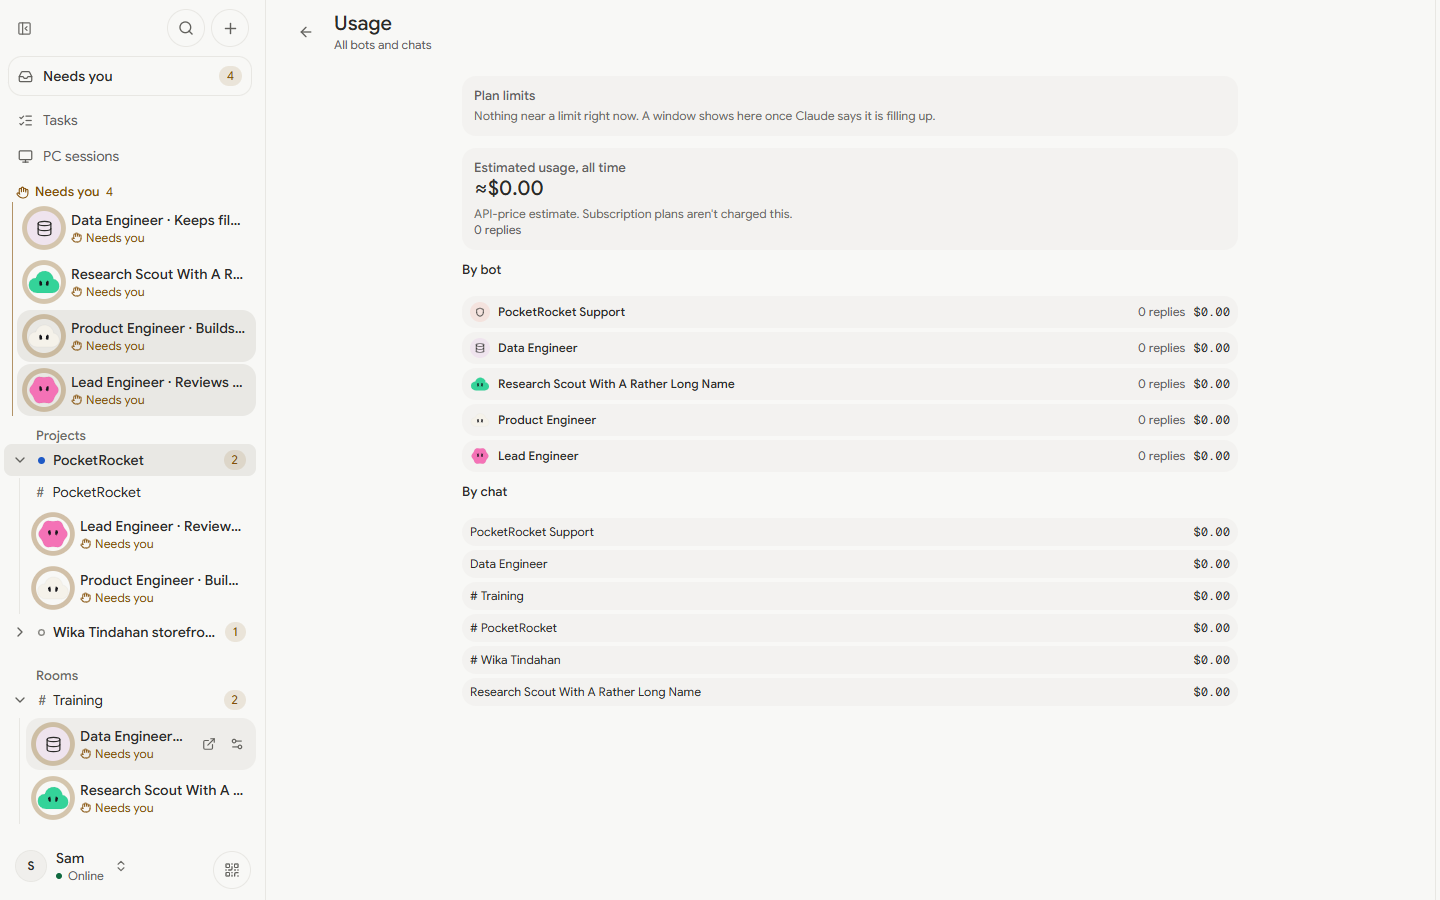 Needs you 4
Tasks
PC sessions
Needs you 4
Data Engineer · Keeps fil...
Needs you
Research Scout With A R...
Needs you
Product Engineer · Builds...
Needs you
Lead Engineer · Reviews ...
Needs you
Projects
PocketRocket 2
# PocketRocket
Lead Engineer · Review...
Needs you
Product Engineer · Buil...
Needs you
Wika Tindahan storefro... 1
Rooms
# Training 2
Data Engineer...
Needs you
Research Scout With A ...
Needs you
S
Sam
Online
Usage
All bots and chats
Plan limits
Nothing near a limit right now. A window shows here once Claude says it is filling up.
Estimated usage, all time
≈$0.00
API-price estimate. Subscription plans aren't charged this.
0 replies
By bot
PocketRocket Support 0 replies $0.00
Data Engineer 0 replies $0.00
Research Scout With A Rather Long Name 0 replies $0.00
Product Engineer 0 replies $0.00
Lead Engineer 0 replies $0.00
By chat
PocketRocket Support $0.00
Data Engineer $0.00
# Training $0.00
# PocketRocket $0.00
# Wika Tindahan $0.00
Research Scout With A Rather Long Name $0.00